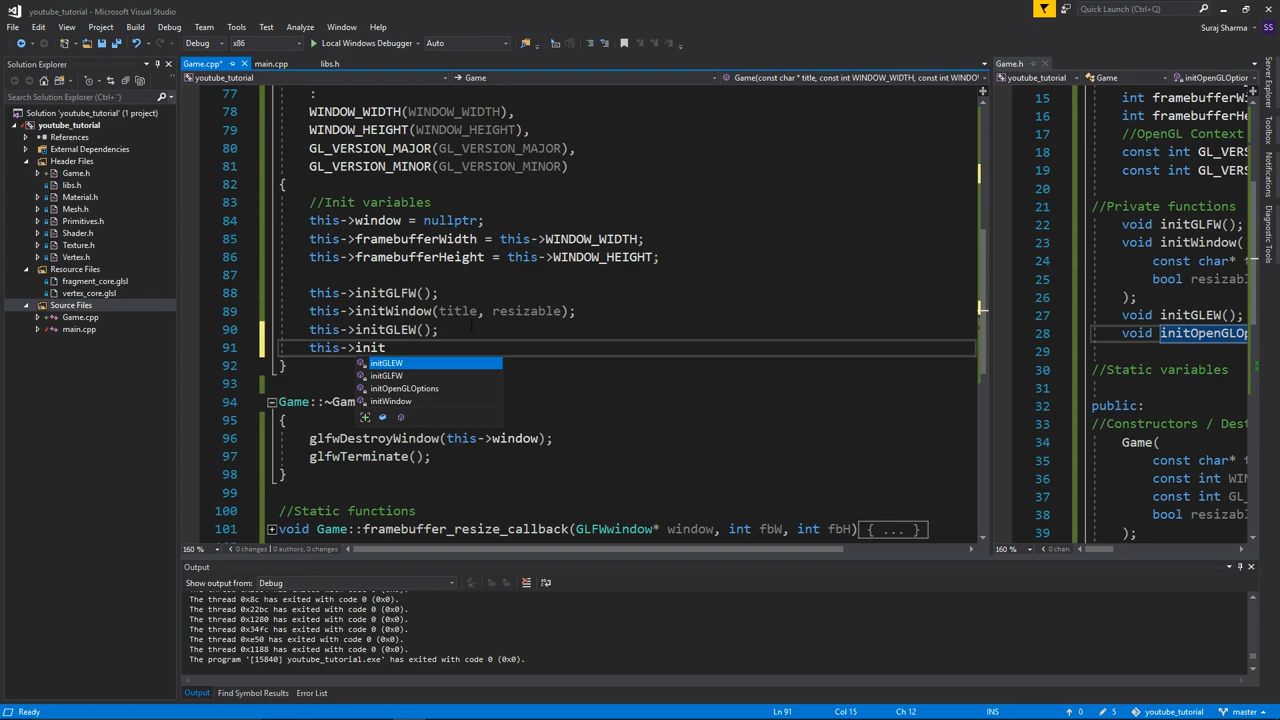 youtube_tutorial - Microsoft Visual Studio
Quick Launch (Ctrl+Q)
File Edit View Project Build Debug Team Tools Test Analyze Window Help
Suraj Sharma SS
Debug x86 Local Windows Debugger Auto
Solution Explorer
Search Solution Explorer (Ctrl+')
Solution 'youtube_tutorial' (1 project)
youtube_tutorial
References
External Dependencies
Header Files
Game.h
libs.h
Material.h
Mesh.h
Primitives.h
Shader.h
Texture.h
Vertex.h
Resource Files
fragment_core.glsl
vertex_core.glsl
Source Files
Game.cpp
main.cpp
Game.cpp* main.cpp libs.h
youtube_tutorial Game Game(const char * title, const int WINDOW_WIDTH, const int WINDOW
77 :
78 WINDOW_WIDTH(WINDOW_WIDTH),
79 WINDOW_HEIGHT(WINDOW_HEIGHT),
80 GL_VERSION_MAJOR(GL_VERSION_MAJOR),
81 GL_VERSION_MINOR(GL_VERSION_MINOR)
82 {
83 //Init variables
84 this->window = nullptr;
85 this->framebufferWidth = this->WINDOW_WIDTH;
86 this->framebufferHeight = this->WINDOW_HEIGHT;
87
88 this->initGLFW();
89 this->initWindow(title, resizable);
90 this->initGLEW();
91 this->init
92 }
93
94 Game::~Gam
95 {
96 glfwDestroyWindow(this->window);
97 glfwTerminate();
98 }
99
100 //Static functions
101 void Game::framebuffer_resize_callback(GLFWwindow* window, int fbW, int fbH){ ... }
initGLEW
initGLFW
initOpenGLOptions
initWindow
160 % 0 changes | 0 authors, 0 changes
Game.h
youtube_tutorial Game initOpenGLOption
15 int framebufferWi
16 int framebufferHe
17 //OpenGL Context
18 const int GL_VERS
19 const int GL_VERS
20
21 //Private functions
22 void initGLFW();
23 void initWindow(
24 const char* t
25 bool resizabl
26 );
27 void initGLEW();
28 void initOpenGLOp
29
30 //Static variables
31
32 public:
33 //Constructors / Des
34 Game(
35 const char* t
36 const int WIN
37 const int GL_
38 bool resizabl
39 );
160 % 0 chan
Server Explorer
Toolbox
Notifications
Diagnostic Tools
Output
Show output from: Debug
The thread 0x8c has exited with code 0 (0x0).
The thread 0x22bc has exited with code 0 (0x0).
The thread 0x1280 has exited with code 0 (0x0).
The thread 0x34fc has exited with code 0 (0x0).
The thread 0xe50 has exited with code 0 (0x0).
The thread 0x1188 has exited with code 0 (0x0).
The program '[15840] youtube_tutorial.exe' has exited with code 0 (0x0).
Output Find Symbol Results Error List
Ready Ln 91 Col 15 Ch 12 INS 0 5 youtube_tutorial master